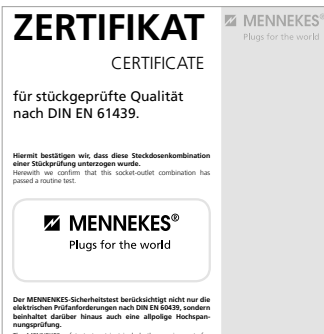 ZERTIFIKAT
CERTIFICATE
für stückgeprüfte Qualität
nach DIN EN 61439.
Hiermit bestätigen wir, dass diese Steckdosenkombination
einer Stückprüfung unterzogen wurde.
Herewith we confirm that this socket-outlet combination has
passed a routine test.
MENNEKES®
Plugs for the world
Der MENNENKES-Sicherheitstest berücksichtigt nicht nur die
elektrischen Prüfanforderungen nach DIN EN 61439, sondern
beinhaltet darüber hinaus auch eine allpolige Hochspan-
nungsprüfung.
MENNEKES®
Plugs for the world